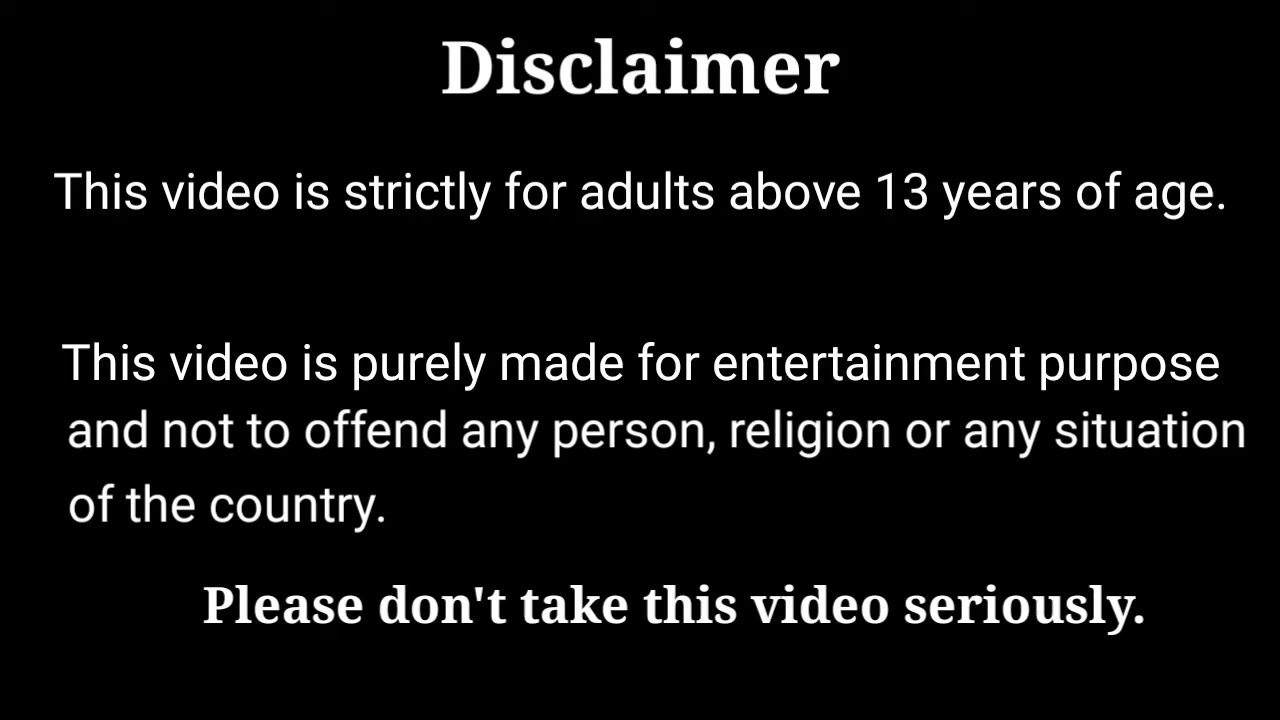 Disclaimer
This video is strictly for adults above 13 years of age.
This video is purely made for entertainment purpose
and not to offend any person, religion or any situation
of the country.
Please don't take this video seriously.